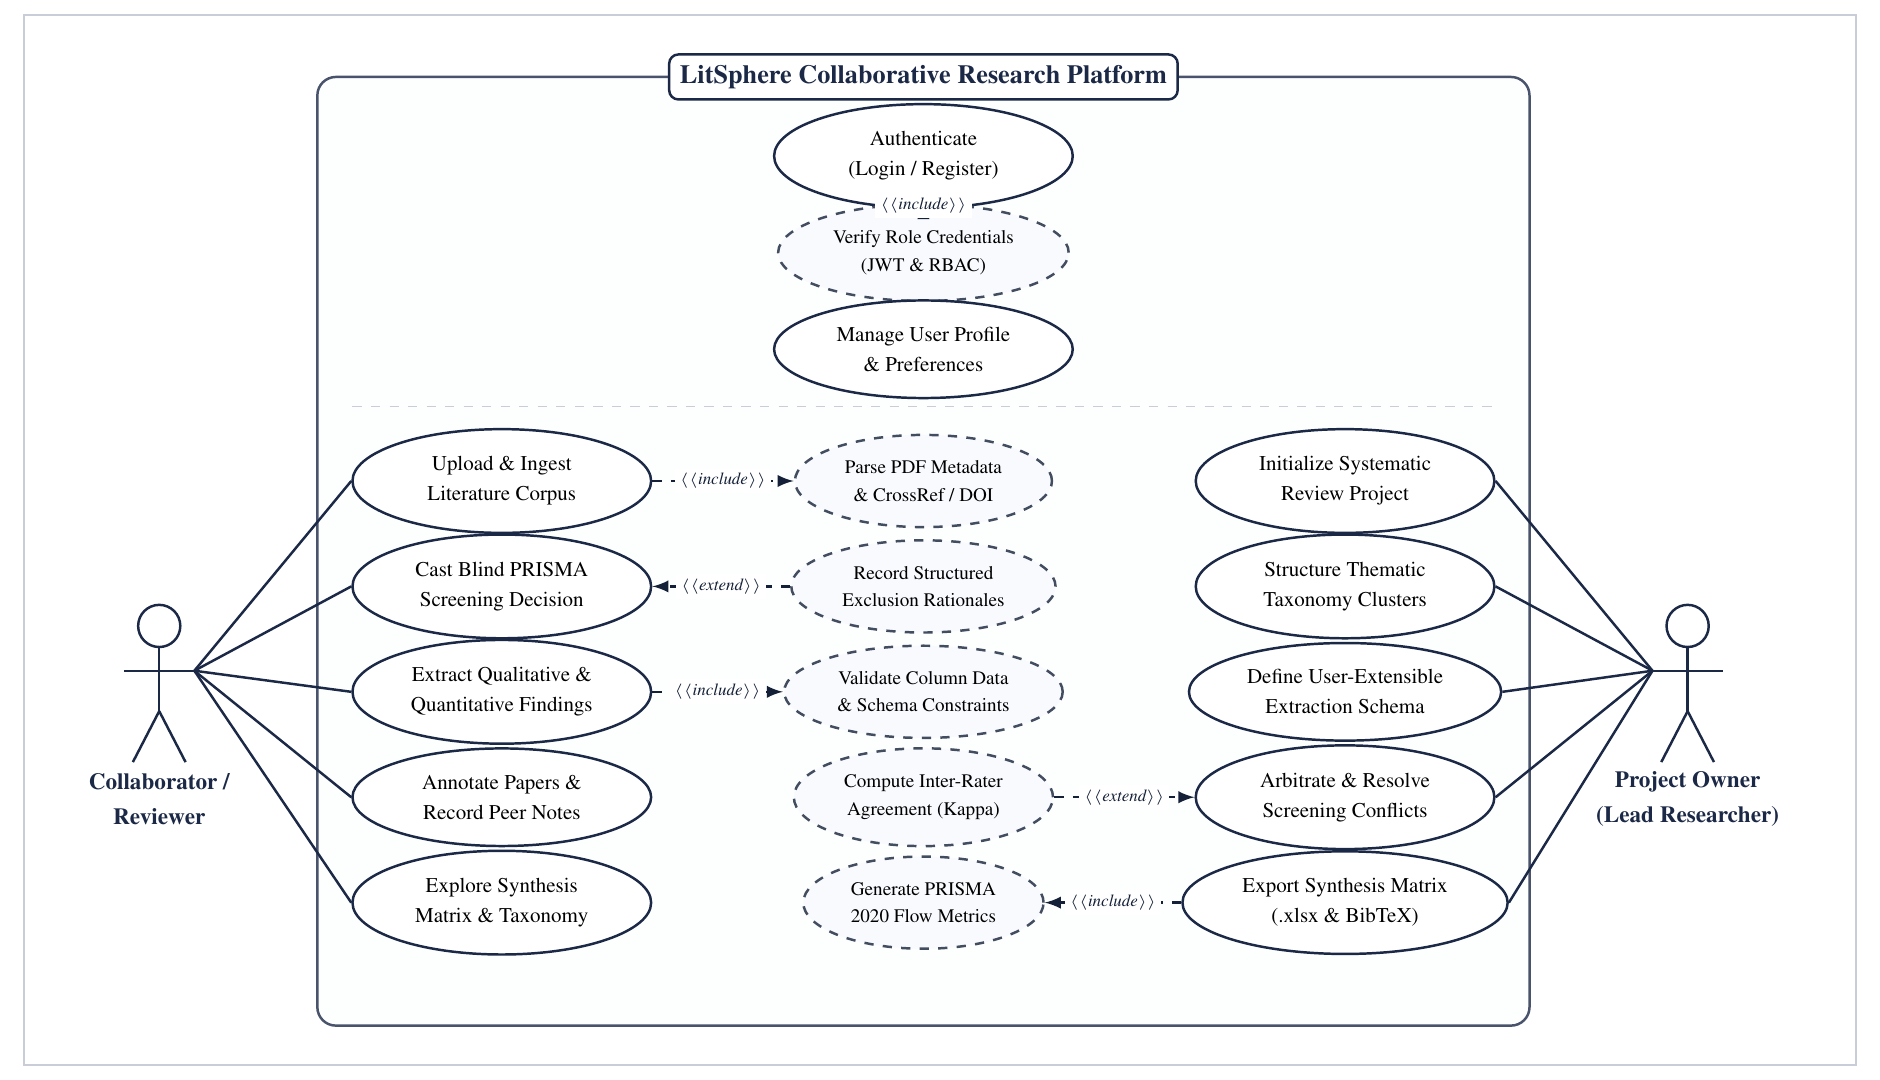 LitSphere Collaborative Research Platform
Authenticate
(Login / Register)
⟨⟨include⟩⟩
Verify Role Credentials
(JWT & RBAC)
Manage User Profile
& Preferences
Upload & Ingest
Literature Corpus
⟨⟨include⟩⟩
Parse PDF Metadata
& CrossRef / DOI
Initialize Systematic
Review Project
Cast Blind PRISMA
Screening Decision
⟨⟨extend⟩⟩
Record Structured
Exclusion Rationales
Structure Thematic
Taxonomy Clusters
Extract Qualitative &
Quantitative Findings
⟨⟨include⟩⟩
Validate Column Data
& Schema Constraints
Define User-Extensible
Extraction Schema
Collaborator /
Reviewer
Annotate Papers &
Record Peer Notes
Compute Inter-Rater
Agreement (Kappa)
⟨⟨extend⟩⟩
Arbitrate & Resolve
Screening Conflicts
Project Owner
(Lead Researcher)
Explore Synthesis
Matrix & Taxonomy
Generate PRISMA
2020 Flow Metrics
⟨⟨include⟩⟩
Export Synthesis Matrix
(.xlsx & BibTeX)